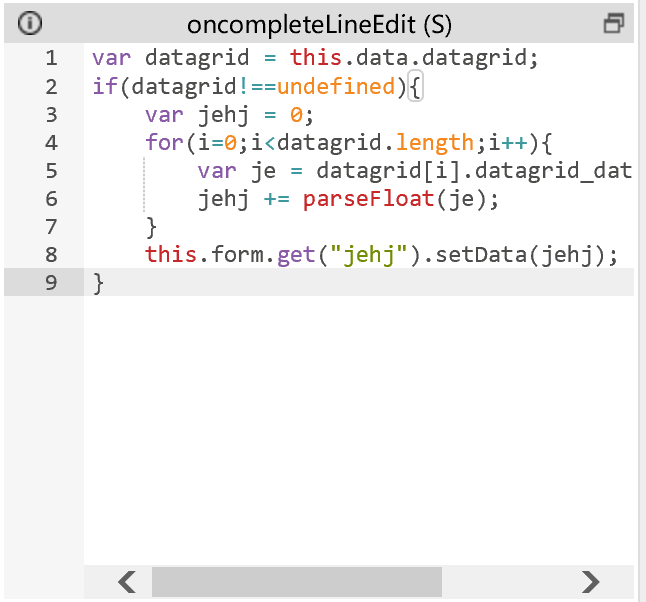 oncompleteLineEdit (S)
1 var datagrid = this.data.datagrid;
2 if(datagrid!==undefined){
3     var jehj = 0;
4     for(i=0;i<datagrid.length;i++){
5         var je = datagrid[i].datagrid_dat
6         jehj += parseFloat(je);
7     }
8     this.form.get("jehj").setData(jehj);
9 }